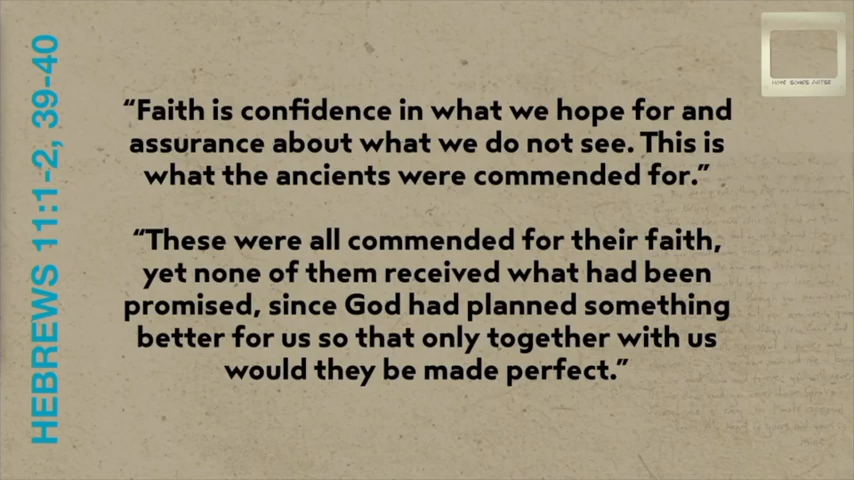 HEBREWS 11:1-2, 39-40
“Faith is confidence in what we hope for and
assurance about what we do not see. This is
what the ancients were commended for.”
“These were all commended for their faith,
yet none of them received what had been
promised, since God had planned something
better for us so that only together with us
would they be made perfect.”